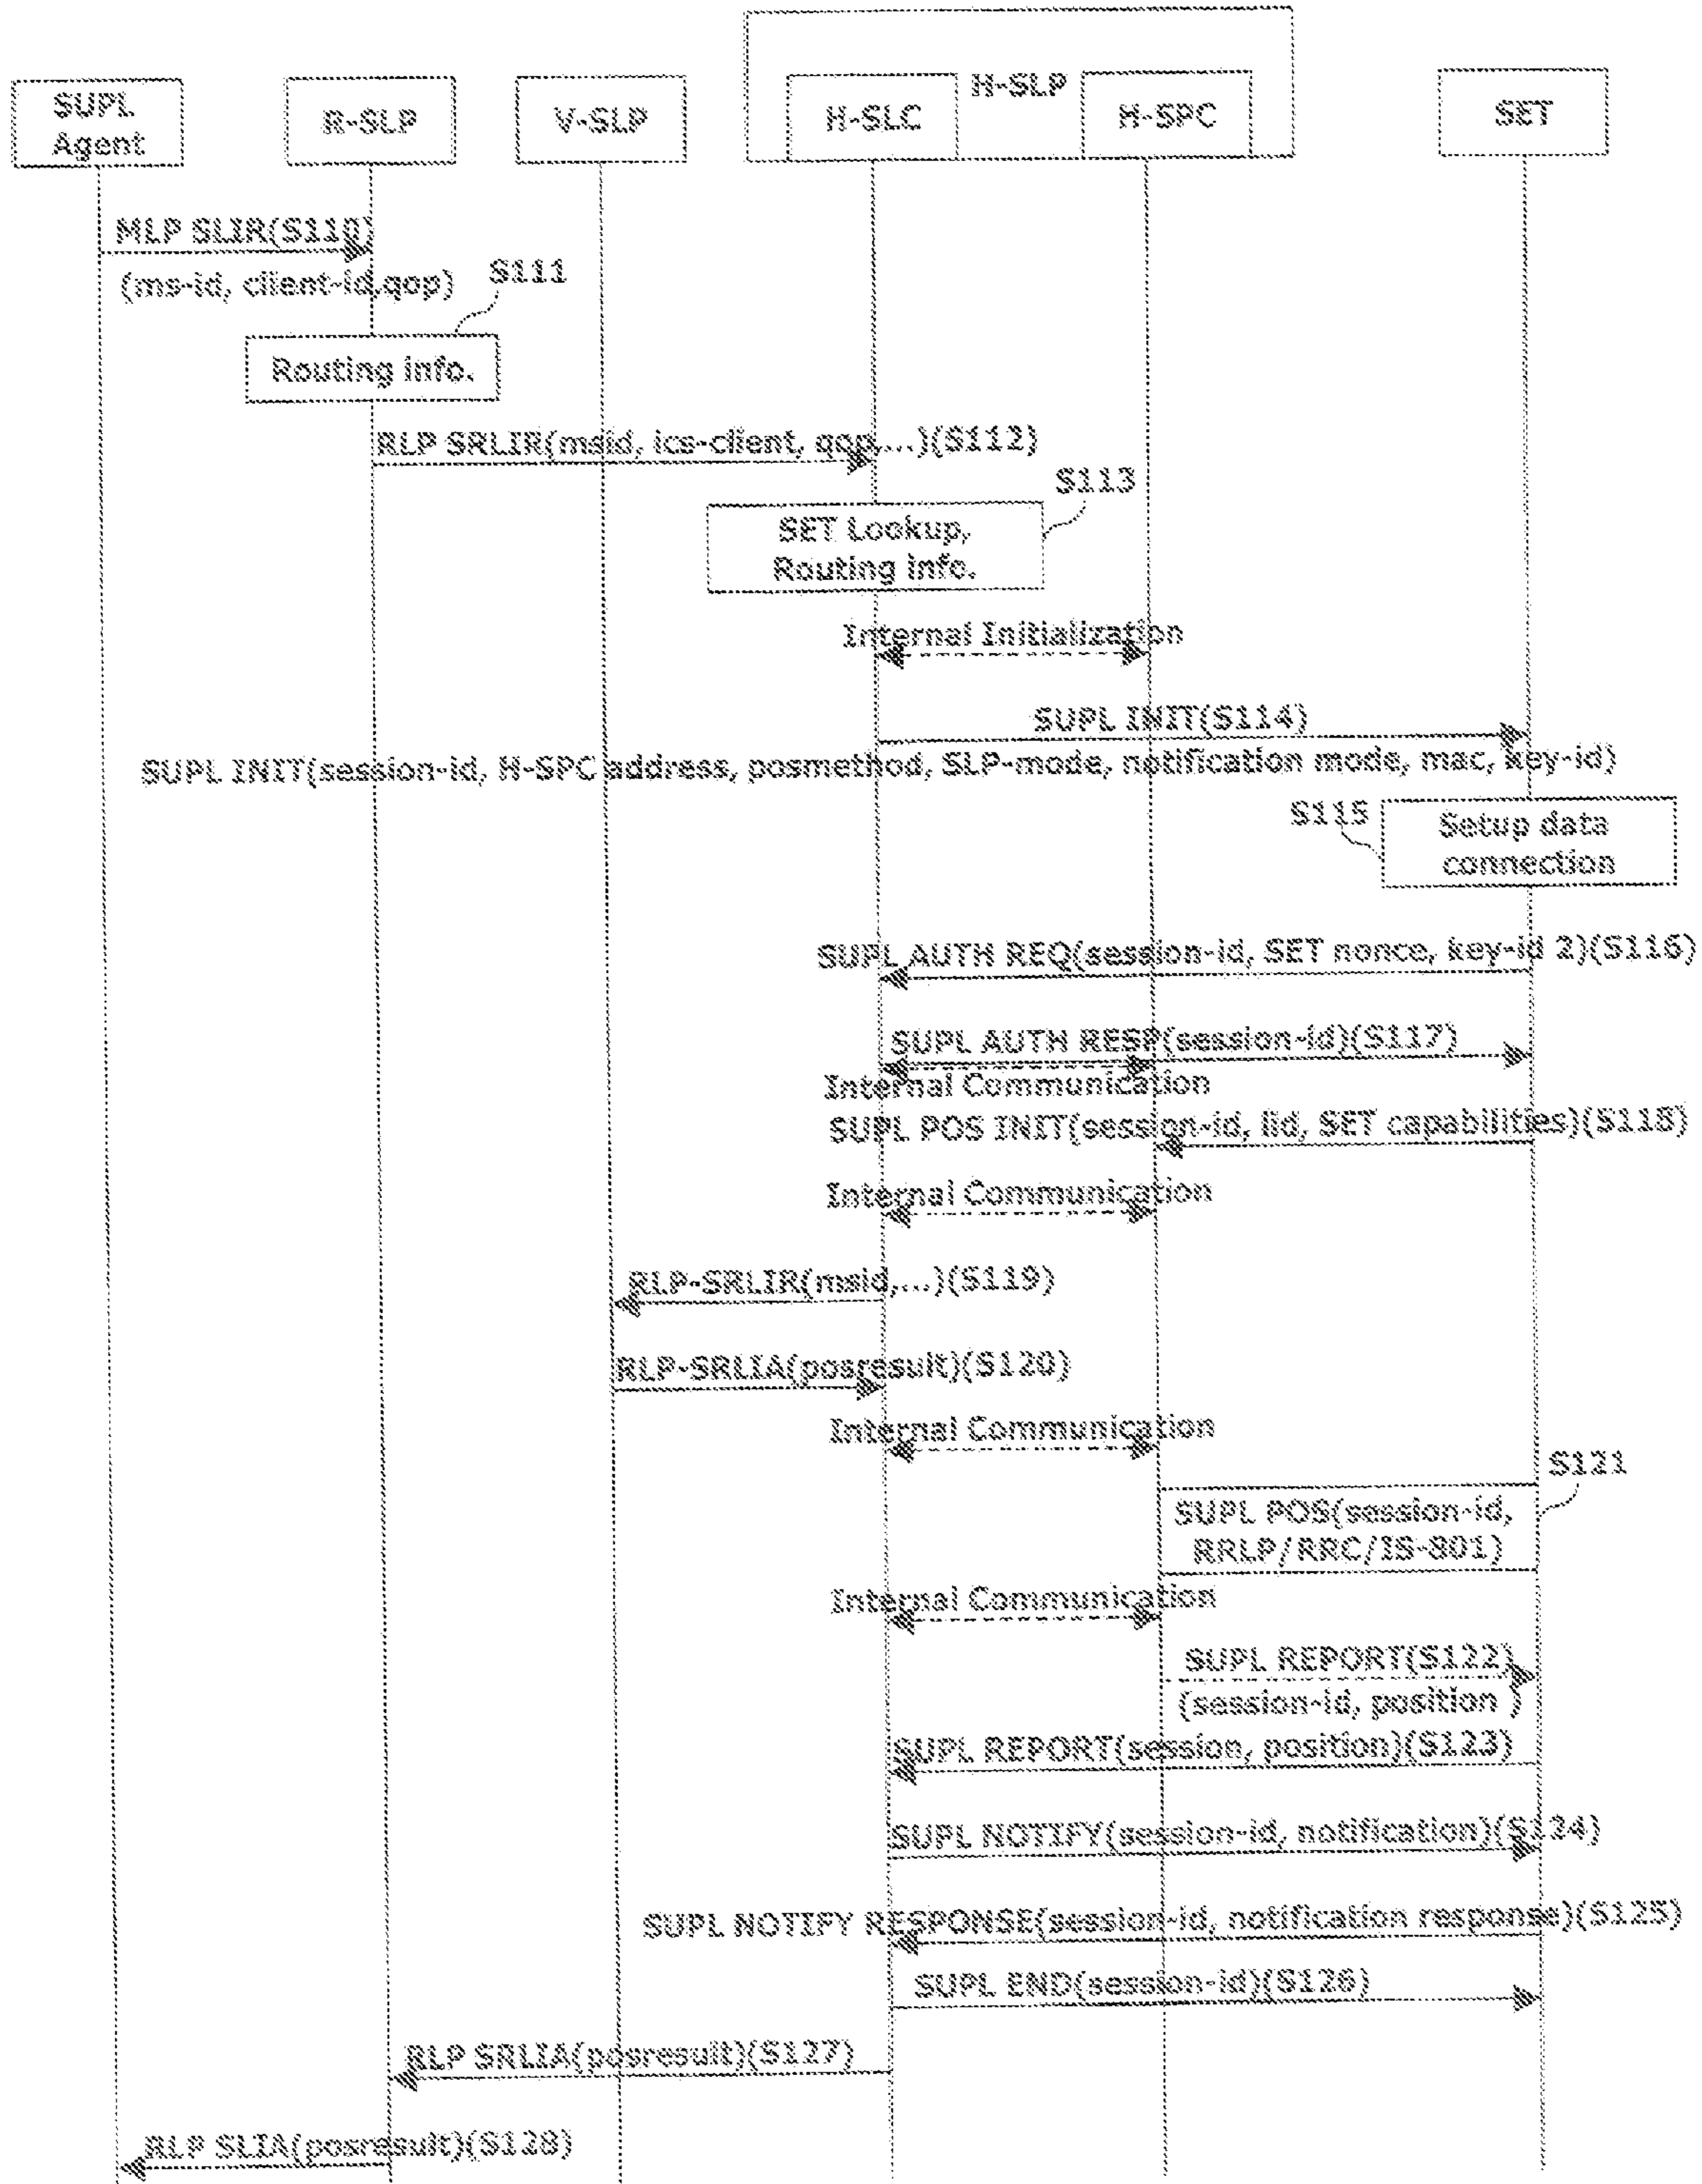 H-SLP
SUPL
Agent
R-SLP
V-SLP
H-SLC
H-SPC
SET
MLP SLIR(S110)
(ms-id, client-id,qop)
S111
Routing info.
RLP SRLIR(msid, ics-client, qop,...)(S112)
S113
SET Lookup,
Routing info.
Internal Initialization
SUPL INIT(S114)
SUPL INIT(session-id, H-SPC address, posmethod, SLP-mode, notification mode, mac, key-id)
S115
Setup data
connection
SUPL AUTH REQ(session-id, SET nonce, key-id 2)(S116)
SUPL AUTH RESP(session-id)(S117)
Internal Communication
SUPL POS INIT(session-id, lid, SET capabilities)(S118)
Internal Communication
RLP-SRLIR(msid,...)(S119)
RLP-SRLIA(posresult)(S120)
Internal Communication
S121
SUPL POS(session-id,
RRLP/RRC/IS-801)
Internal Communication
SUPL REPORT(S122)
(session-id, position )
SUPL REPORT(session, position)(S123)
SUPL NOTIFY(session-id, notification)(S124)
SUPL NOTIFY RESPONSE(session-id, notification response)(S125)
SUPL END(session-id)(S126)
RLP SRLIA(posresult)(S127)
RLP SLIA(posresult)(S128)